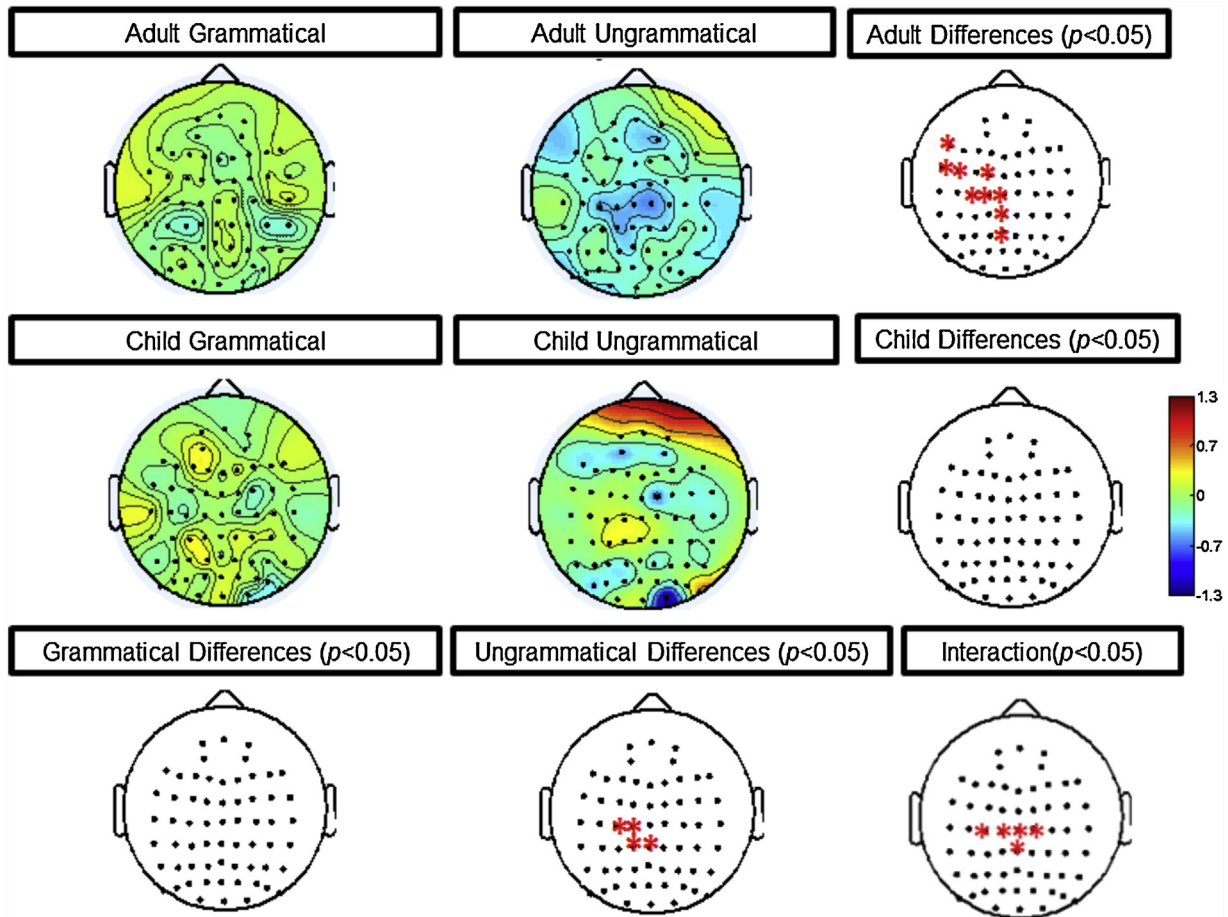 Adult Grammatical
Adult Ungrammatical
Adult Differences (p<0.05)
Child Grammatical
Child Ungrammatical
Child Differences (p<0.05)
1.3
0.7
0
-0.7
-1.3
Grammatical Differences (p<0.05)
Ungrammatical Differences (p<0.05)
Interaction(p<0.05)